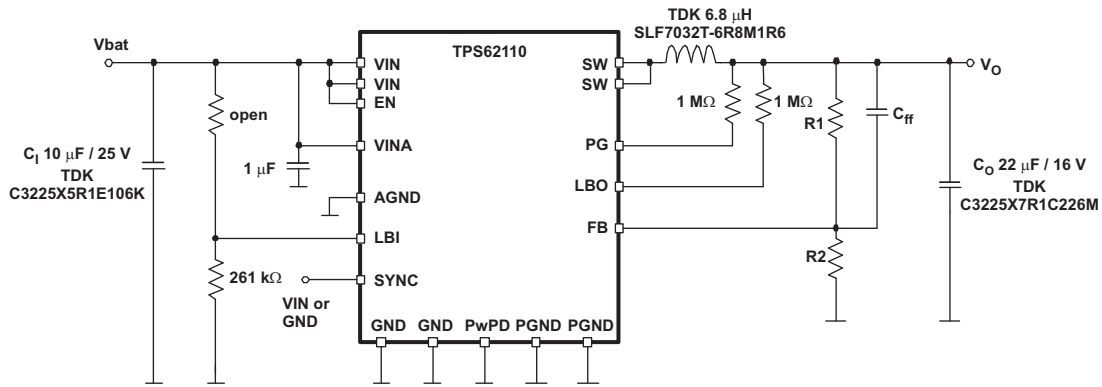 TDK 6.8 μH
SLF7032T-6R8M1R6
Vbat
TPS62110
VIN
VIN
EN
VINA
AGND
LBI
SYNC
SW
SW
PG
LBO
FB
VO
open
1 MΩ
1 MΩ
R1
Cff
CI 10 μF / 25 V
TDK
C3225X5R1E106K
1 μF
CO 22 μF / 16 V
TDK
C3225X7R1C226M
R2
261 kΩ
VIN or
GND
GND GND PwPD PGND PGND